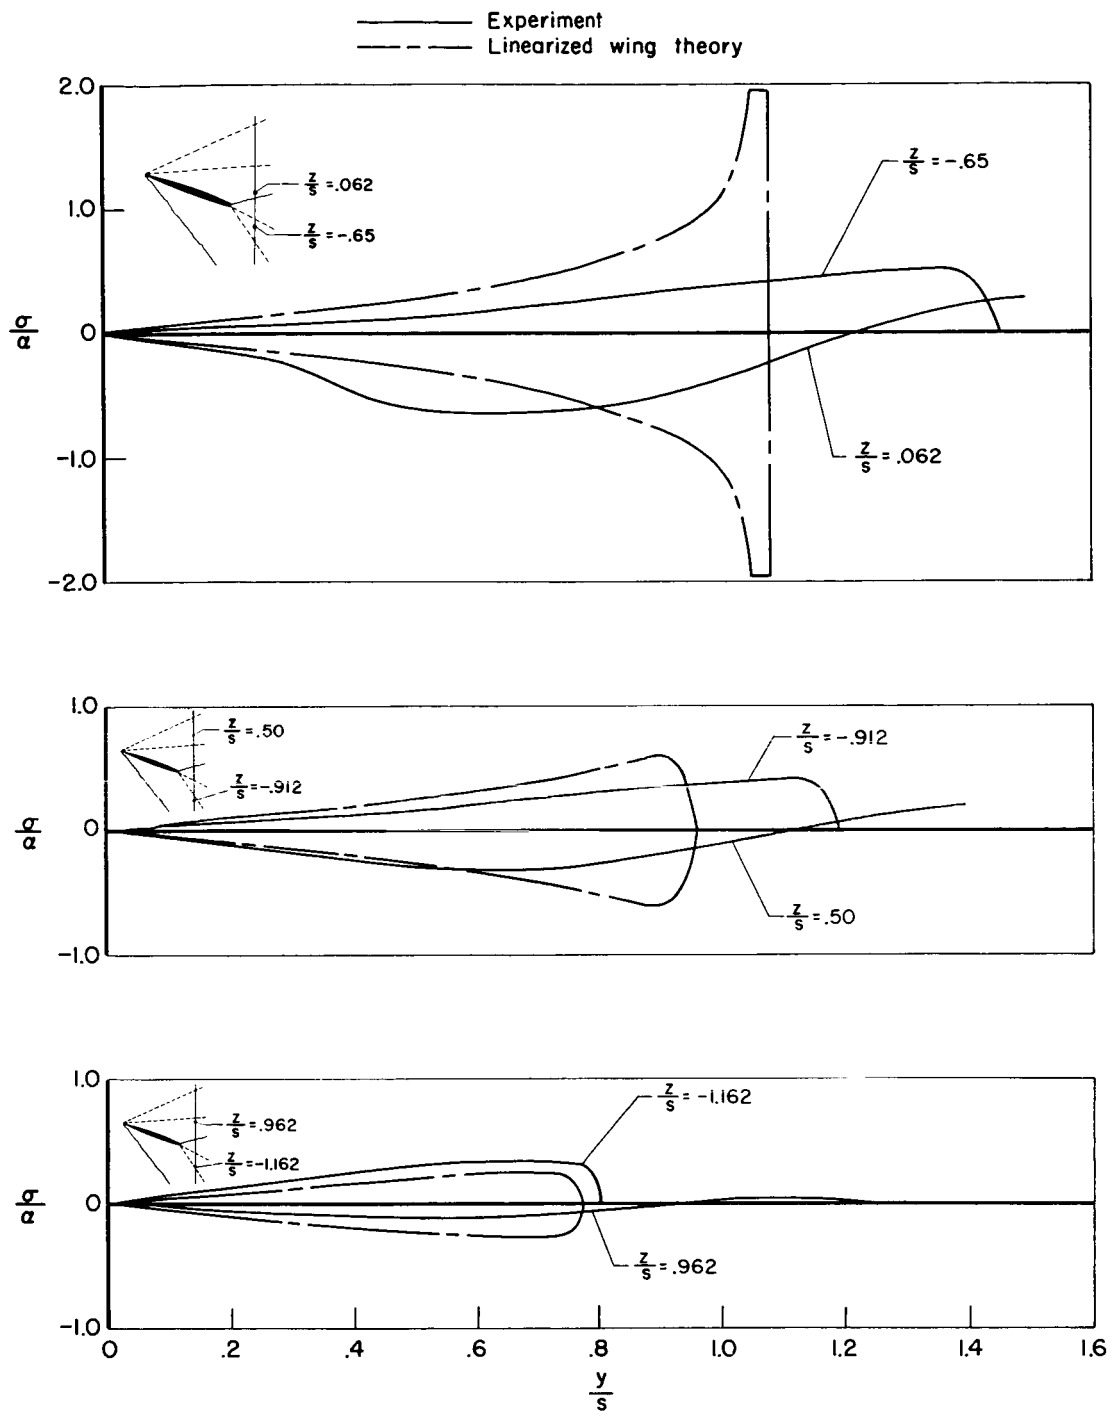 Experiment
Linearized wing theory
2.0
z/s = .062
z/s = -.65
z/s = -.65
1.0
σ/α
0
-1.0
z/s = .062
-2.0
1.0
z/s = .50
z/s = -.912
z/s = -.912
σ/α
0
z/s = .50
-1.0
1.0
z/s = .962
z/s = -1.162
z/s = -1.162
σ/α
0
z/s = .962
-1.0
0 .2 .4 .6 .8 1.0 1.2 1.4 1.6
y/s